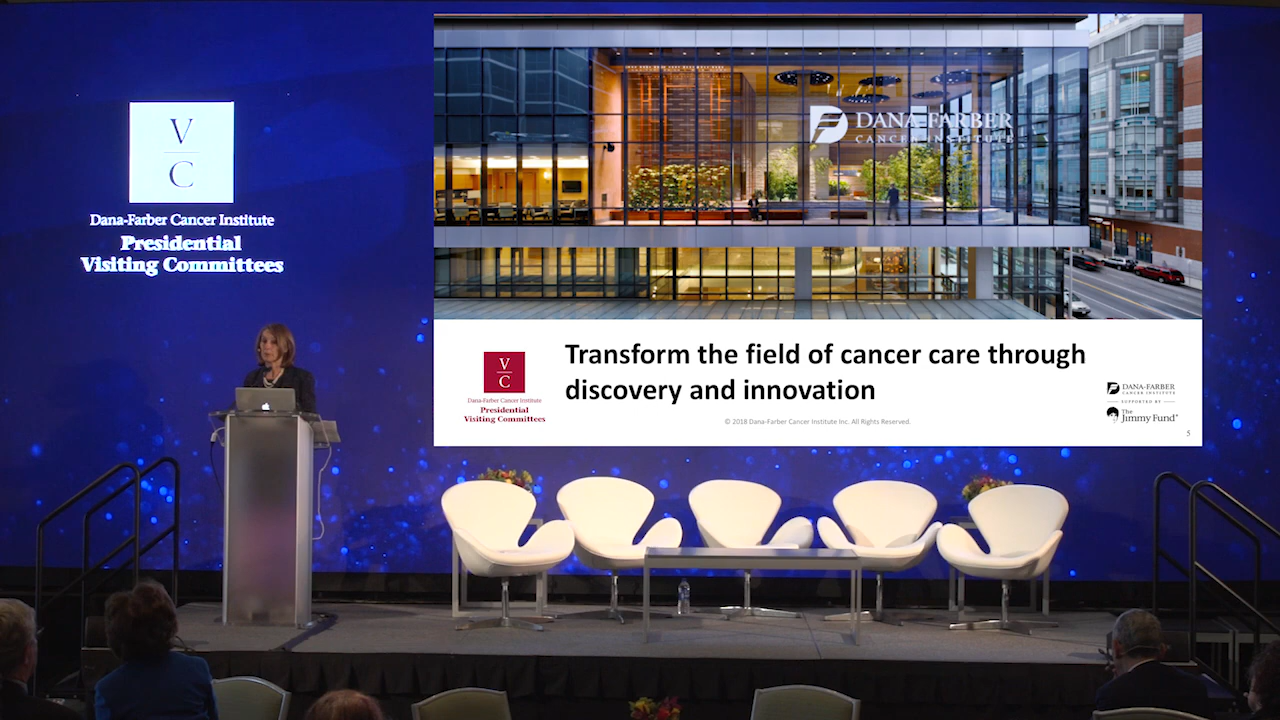 V
C
Dana-Farber Cancer Institute
Presidential
Visiting Committees
DANA-FARBER
CANCER INSTITUTE
V
C
Dana-Farber Cancer Institute
Presidential
Visiting Committees
Transform the field of cancer care through
discovery and innovation
© 2018 Dana-Farber Cancer Institute Inc. All Rights Reserved.
DANA-FARBER
CANCER INSTITUTE
SUPPORTED BY
The
Jimmy Fund®
5